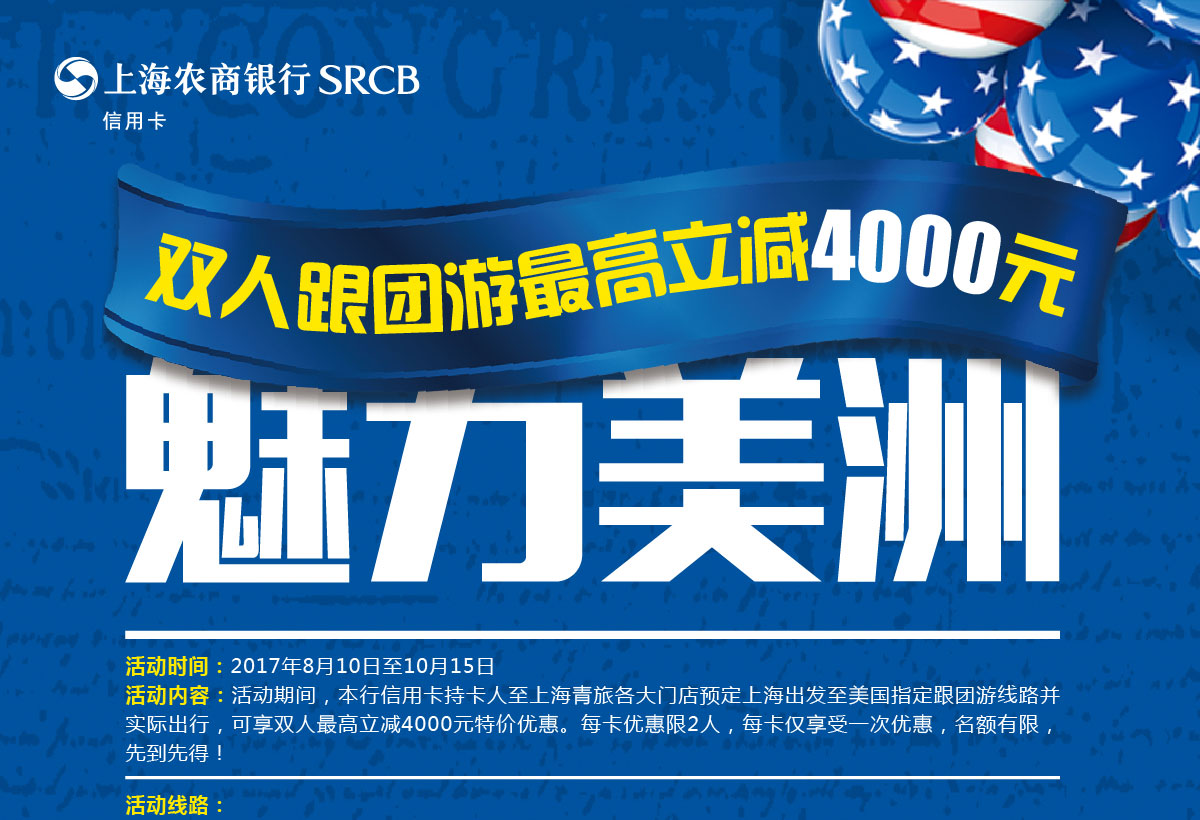 上海农商银行 SRCB
信用卡
双人跟团游最高立减4000元
魅力美洲
活动时间：2017年8月10日至10月15日
活动内容：活动期间，本行信用卡持卡人至上海青旅各大门店预定上海出发至美国指定跟团游线路并
实际出行，可享双人最高立减4000元特价优惠。每卡优惠限2人，每卡仅享受一次优惠，名额有限，
先到先得！
活动线路：